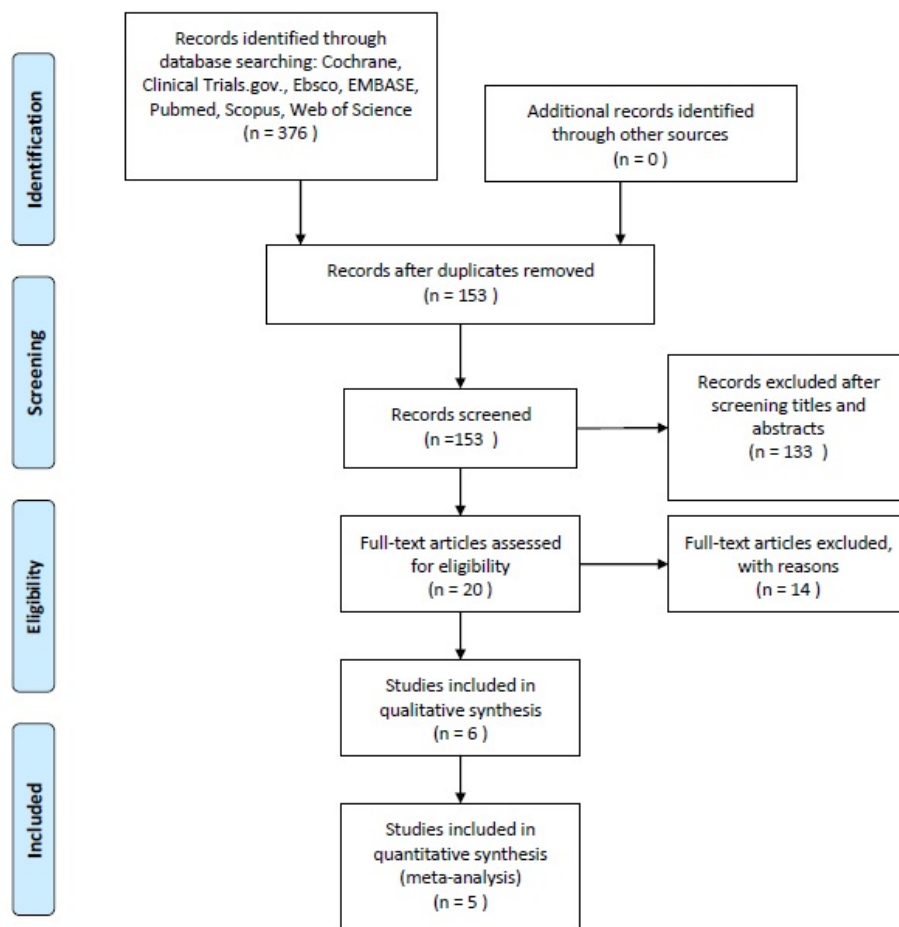 Identification
Records identified through
database searching: Cochrane,
Clinical Trials.gov., Ebsco, EMBASE,
Pubmed, Scopus, Web of Science
(n = 376 )
Additional records identified
through other sources
(n = 0 )
Records after duplicates removed
(n = 153 )
Screening
Records screened
(n =153 )
Records excluded after
screening titles and
abstracts
(n = 133 )
Eligibility
Full-text articles assessed
for eligibility
(n = 20 )
Full-text articles excluded,
with reasons
(n = 14 )
Studies included in
qualitative synthesis
(n = 6 )
Included
Studies included in
quantitative synthesis
(meta-analysis)
(n = 5 )